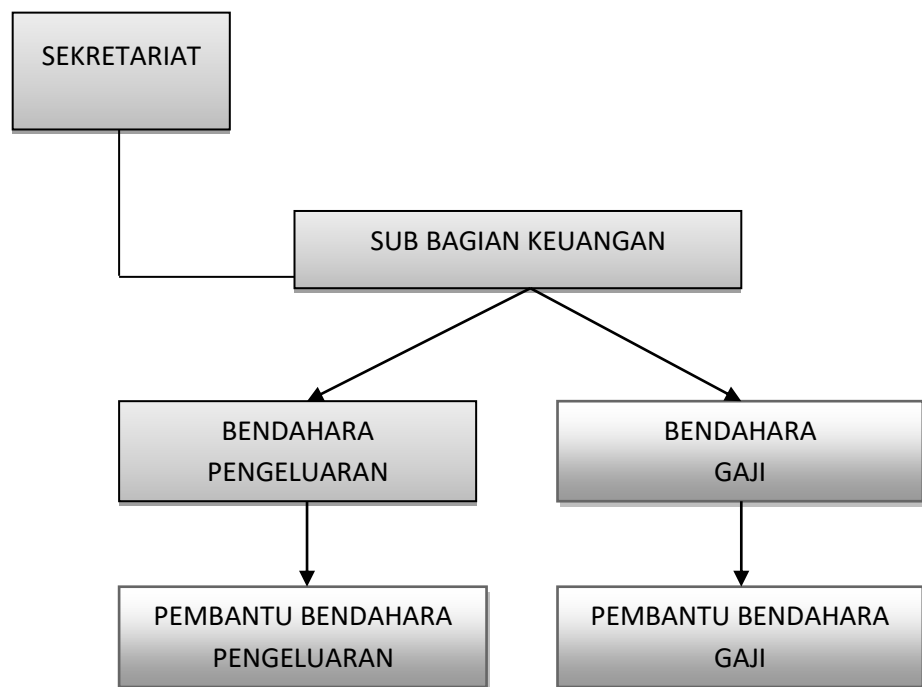 SEKRETARIAT
SUB BAGIAN KEUANGAN
BENDAHARA
PENGELUARAN
BENDAHARA
GAJI
PEMBANTU BENDAHARA
PENGELUARAN
PEMBANTU BENDAHARA
GAJI